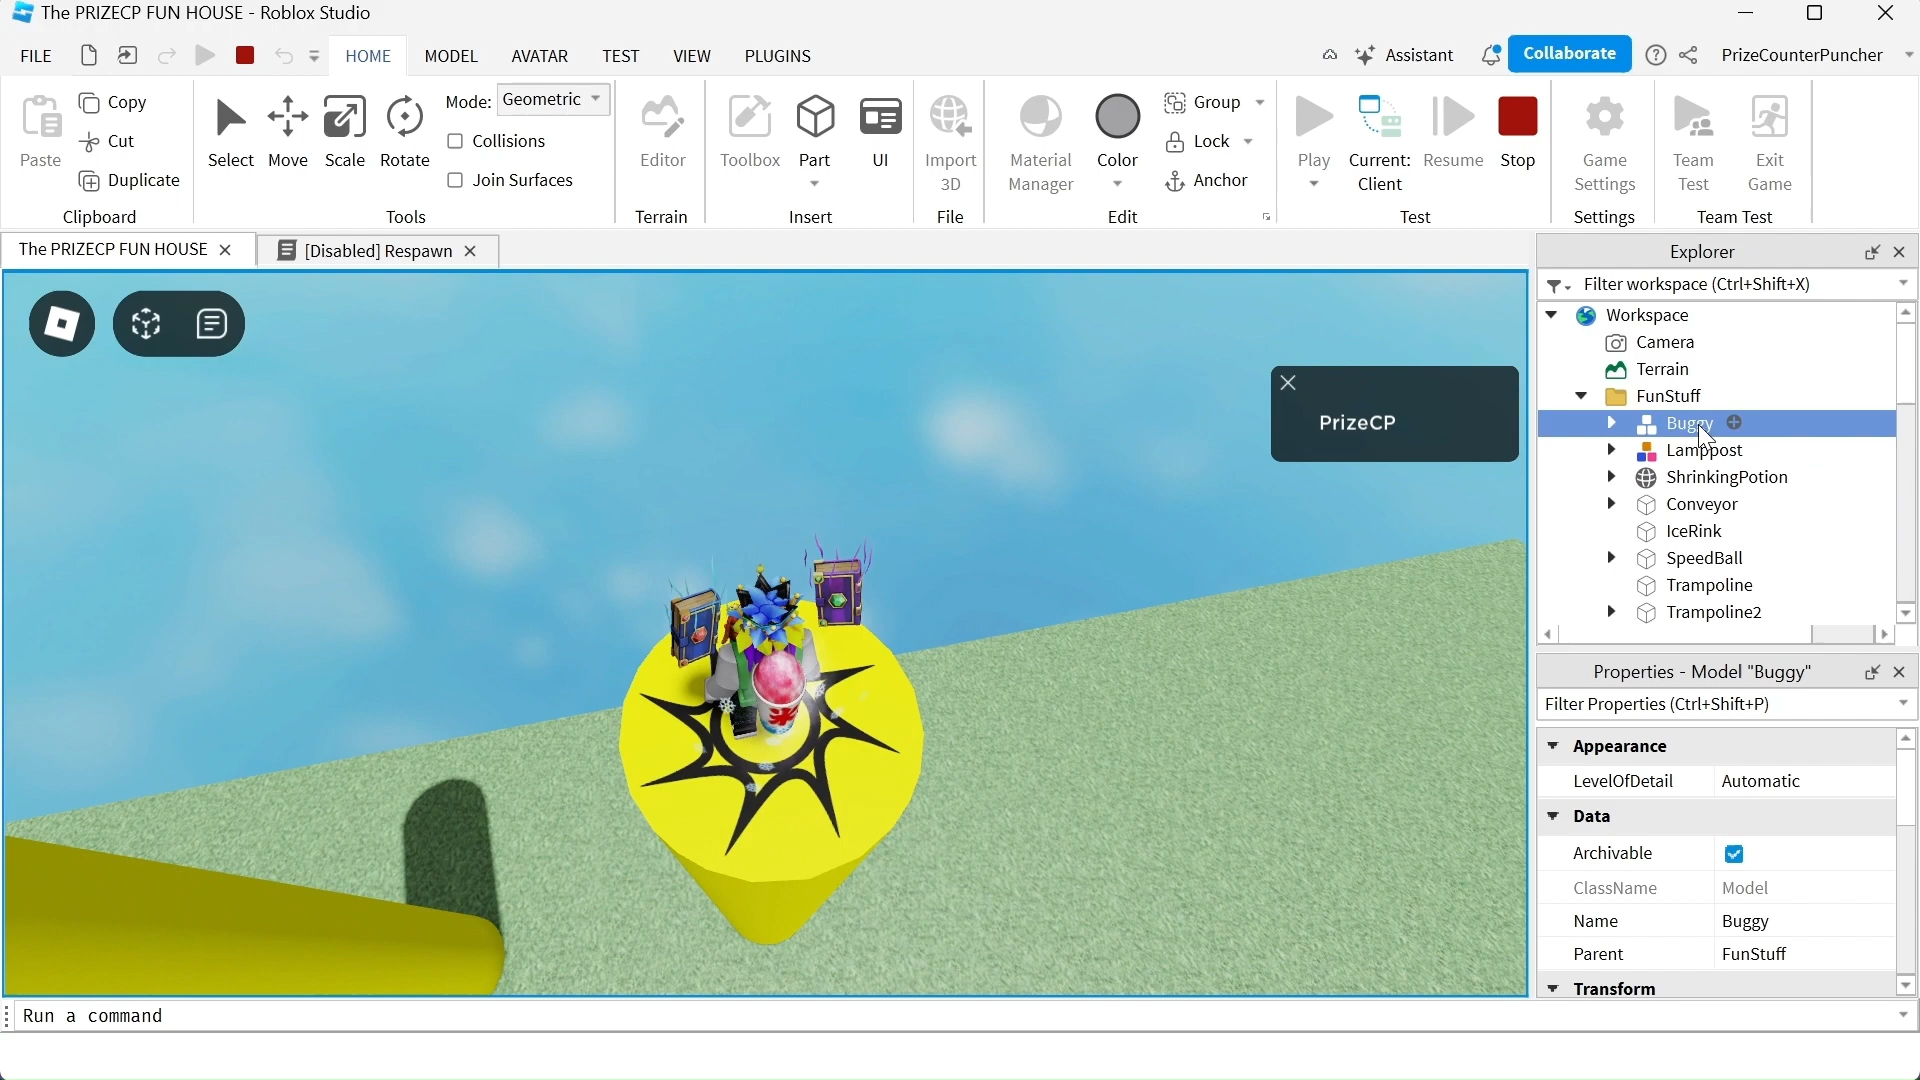 The PRIZECP FUN HOUSE - Roblox Studio
FILE HOME MODEL AVATAR TEST VIEW PLUGINS Assistant Collaborate PrizeCounterPuncher
Paste
Copy
Cut
Duplicate
Clipboard
Select Move Scale Rotate
Mode: Geometric
Collisions
Join Surfaces
Tools
Editor
Terrain
Toolbox Part UI
Insert
Import
3D
File
Material
Manager
Color
Group
Lock
Anchor
Edit
Play
Current:
Client
Resume
Stop
Test
Game
Settings
Settings
Team
Test
Exit
Game
Team Test
The PRIZECP FUN HOUSE
[Disabled] Respawn
PrizeCP
氷
Explorer
Filter workspace (Ctrl+Shift+X)
Workspace
Camera
Terrain
FunStuff
Buggy
Lamppost
ShrinkingPotion
Conveyor
IceRink
SpeedBall
Trampoline
Trampoline2
Properties - Model "Buggy"
Filter Properties (Ctrl+Shift+P)
Appearance
LevelOfDetail Automatic
Data
Archivable
ClassName Model
Name Buggy
Parent FunStuff
Transform
Run a command